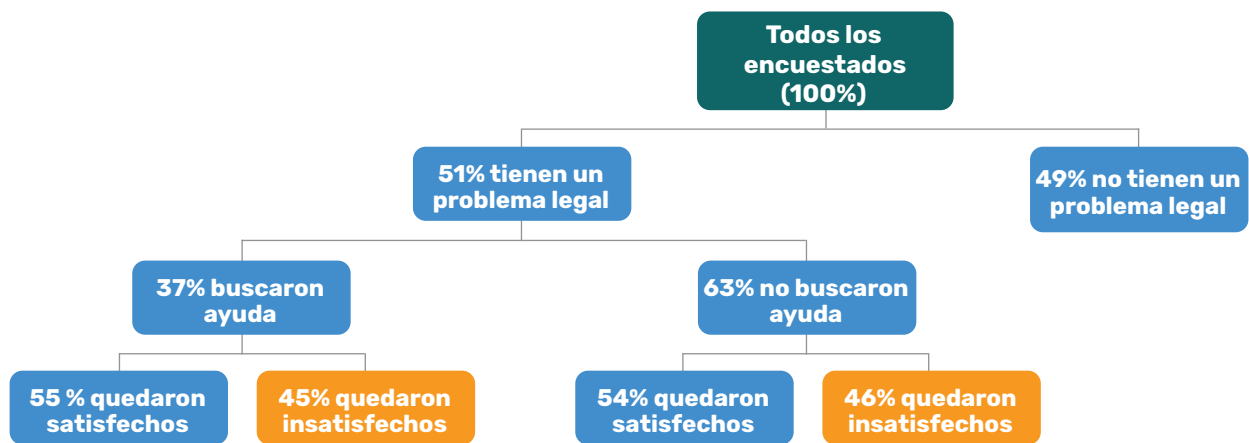 Todos los
encuestados
(100%)
51% tienen un
problema legal
49% no tienen un
problema legal
37% buscaron
ayuda
63% no buscaron
ayuda
55 % quedaron
satisfechos
45% quedaron
insatisfechos
54% quedaron
satisfechos
46% quedaron
insatisfechos